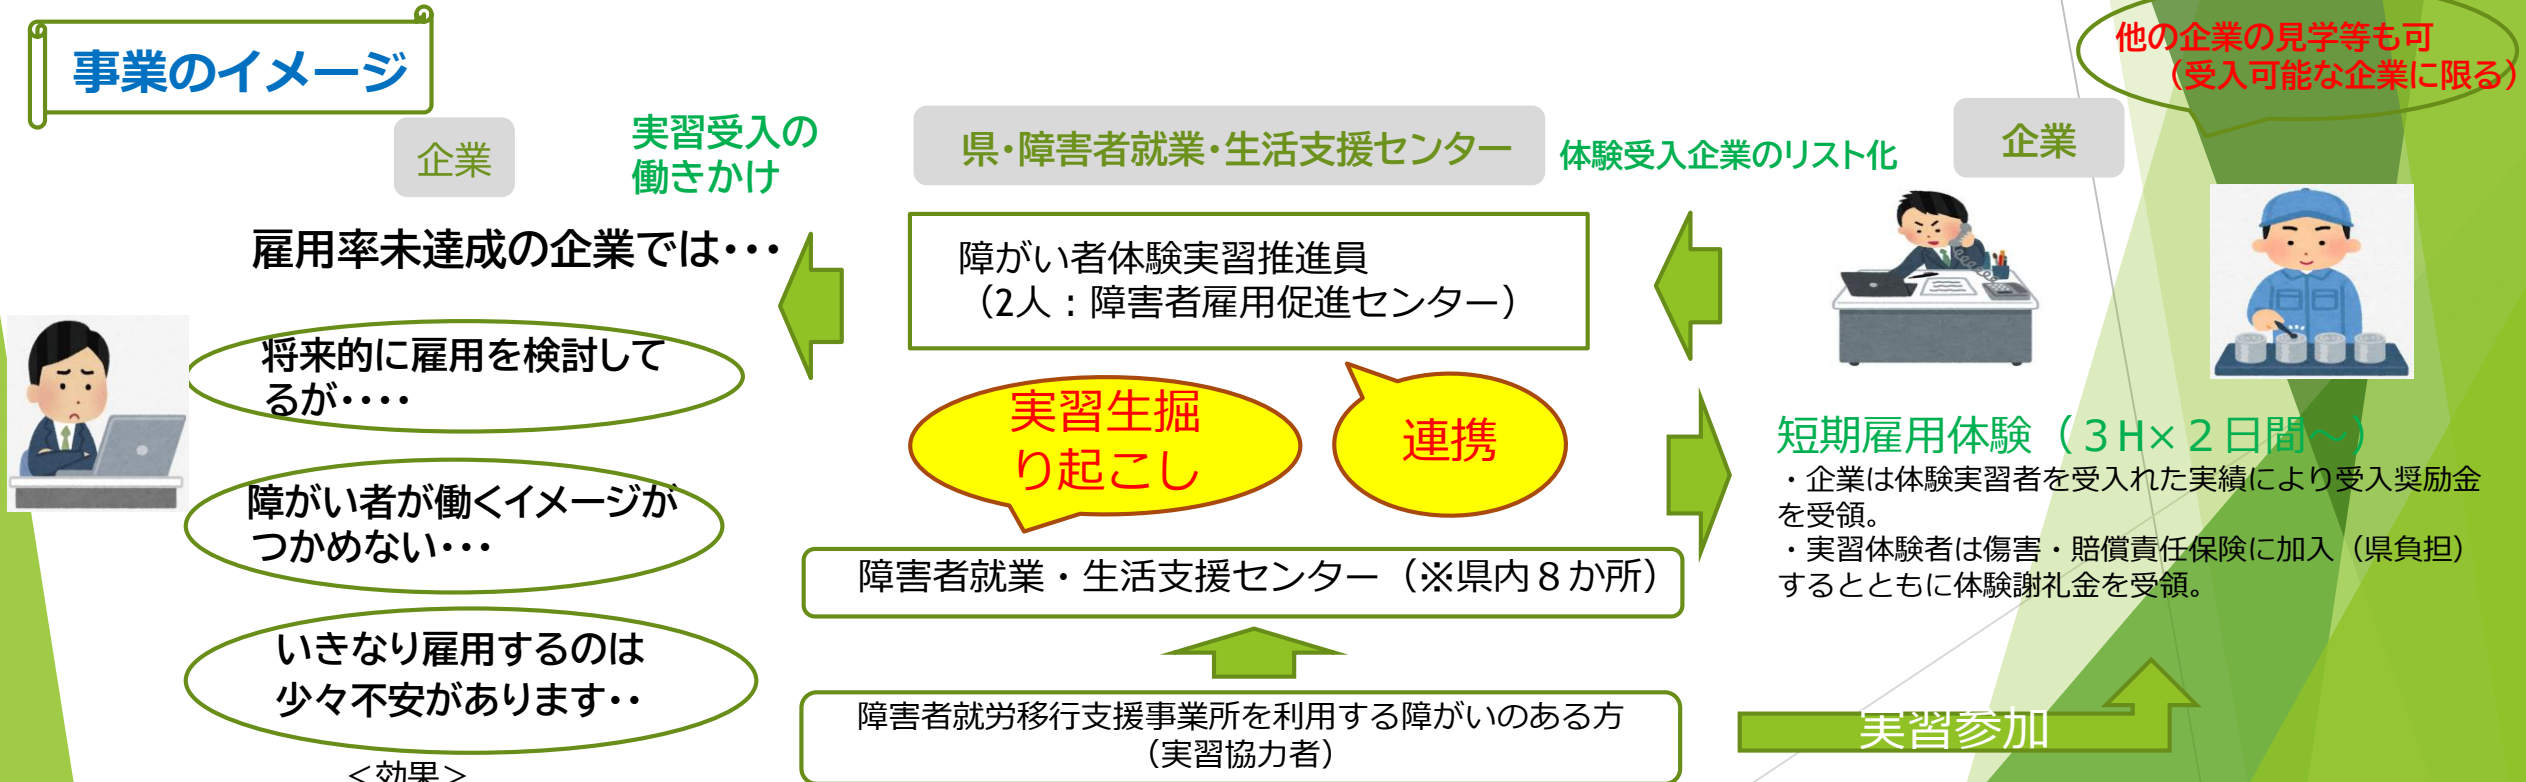 事業のイメージ
他の企業の見学等も可
(受入可能な企業に限る)
企業
実習受入の
働きかけ
県・障害者就業・生活支援センター
体験受入企業のリスト化
企業
雇用率未達成の企業では・・・
将来的に雇用を検討して
るが・・・・
障がい者が働くイメージが
つかめない・・・
いきなり雇用するのは
少々不安があります・・
<効果>
障がい者体験実習推進員
（2人：障害者雇用促進センター）
実習生掘
り起こし
連携
障害者就業・生活支援センター（※県内８か所）
障害者就労移行支援事業所を利用する障がいのある方
（実習協力者）
短期雇用体験（３H×２日間～）
・企業は体験実習者を受入れた実績により受入奨励金
を受領。
・実習体験者は傷害・賠償責任保険に加入（県負担）
するとともに体験謝礼金を受領。
実習参加